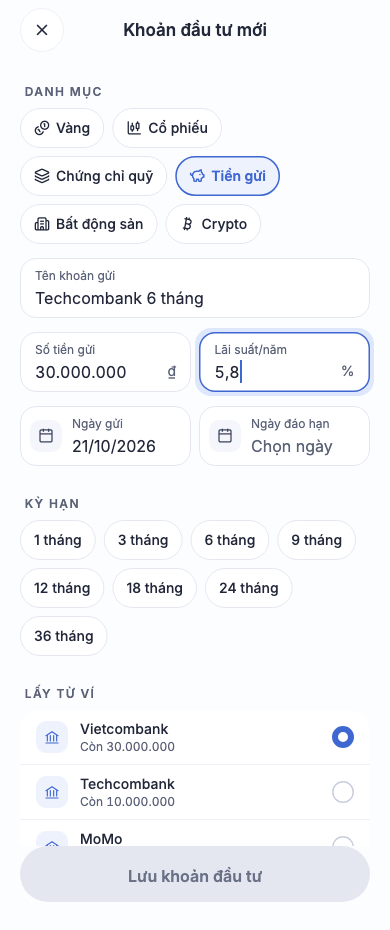 Khoản đầu tư mới
DANH MỤC
Vàng
Cổ phiếu
Chứng chỉ quỹ
Tiền gửi
Bất động sản
Crypto
Tên khoản gửi
Techcombank 6 tháng
Số tiền gửi
30.000.000 ₫
Lãi suất/năm
5,8 %
Ngày gửi
21/10/2026
Ngày đáo hạn
Chọn ngày
KỲ HẠN
1 tháng
3 tháng
6 tháng
9 tháng
12 tháng
18 tháng
24 tháng
36 tháng
LẤY TỪ VÍ
Vietcombank
Còn 30.000.000
Techcombank
Còn 10.000.000
MoMo
Lưu khoản đầu tư